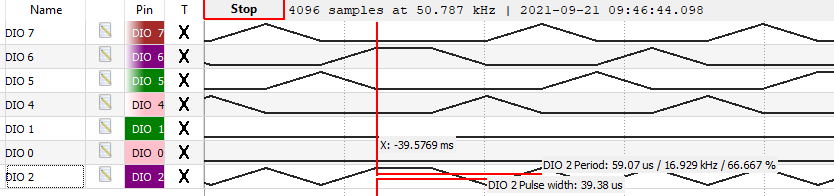 Name Pin T Stop 4096 samples at 50.787 kHz | 2021-09-21 09:46:44.098
DIO 7 DIO 7 X
DIO 6 DIO 6 X
DIO 5 DIO 5 X
DIO 4 DIO 4 X
DIO 1 DIO 1 X
X: -39.5769 ms
DIO 0 DIO 0 X
DIO 2 Period: 59.07 us / 16.929 kHz / 66.667 %
DIO 2 DIO 2 X
DIO 2 Pulse width: 39.38 us